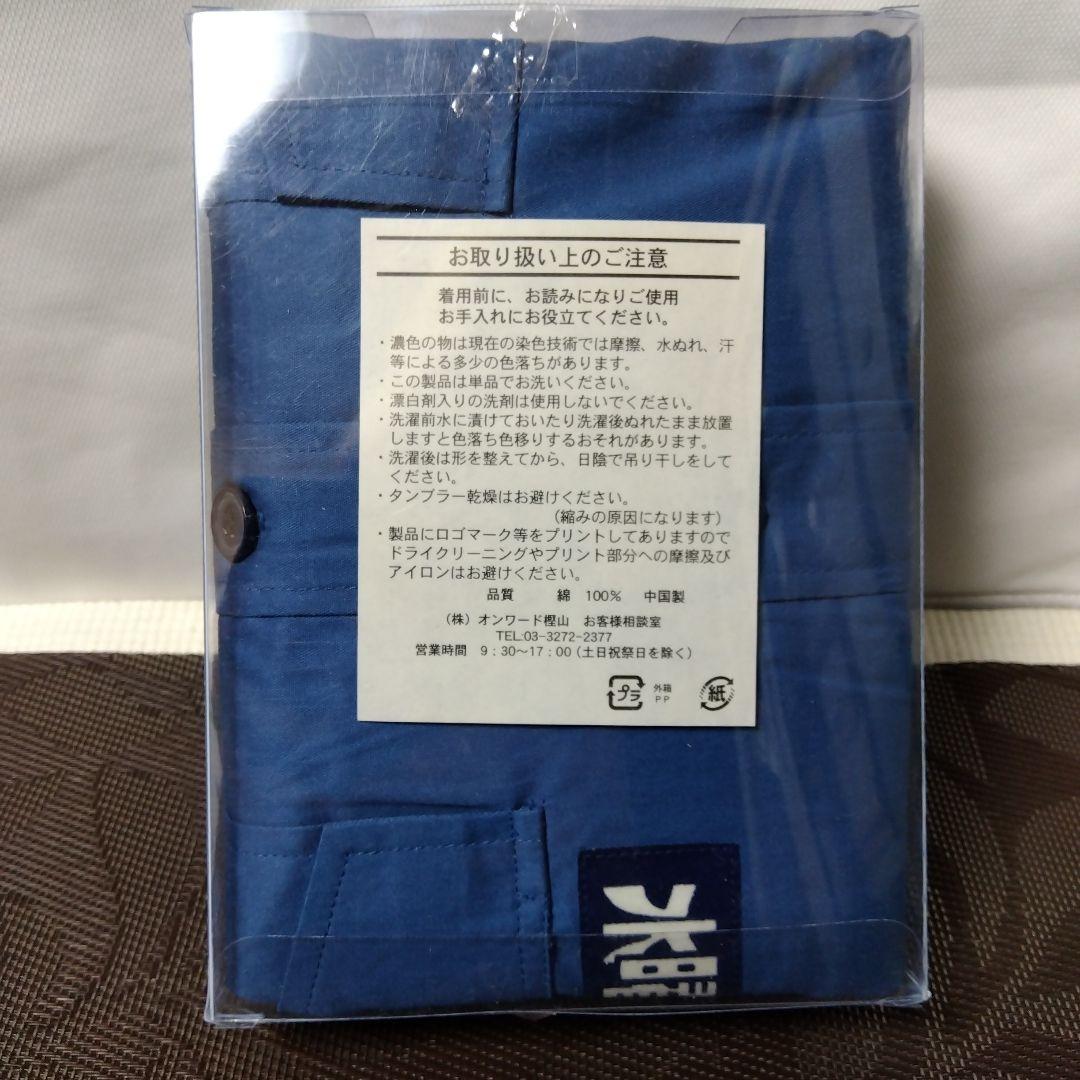 お取り扱い上のご注意
着用前に、お読みになりご使用
お手入れにお役立てください。
・濃色の物は現在の染色技術では摩擦、水ぬれ、汗
等による多少の色落ちがあります。
・この製品は単品でお洗いください。
・漂白剤入りの洗剤は使用しないでください。
・洗濯前水に漬けておいたり洗濯後ぬれたまま放置
しますと色落ち色移りするおそれがあります。
・洗濯後は形を整えてから、日陰で吊り干しをして
ください。
・タンブラー乾燥はお避けください。
（縮みの原因になります）
・製品にロゴマーク等をプリントしてありますので
ドライクリーニングやプリント部分への摩擦及び
アイロンはお避けください。
品質 綿 100% 中国製
（株）オンワード樫山 お客様相談室
TEL:03-3272-2377
営業時間 9：30〜17：00（土日祝祭日を除く）
プラ 外箱 紙
PP
水曜